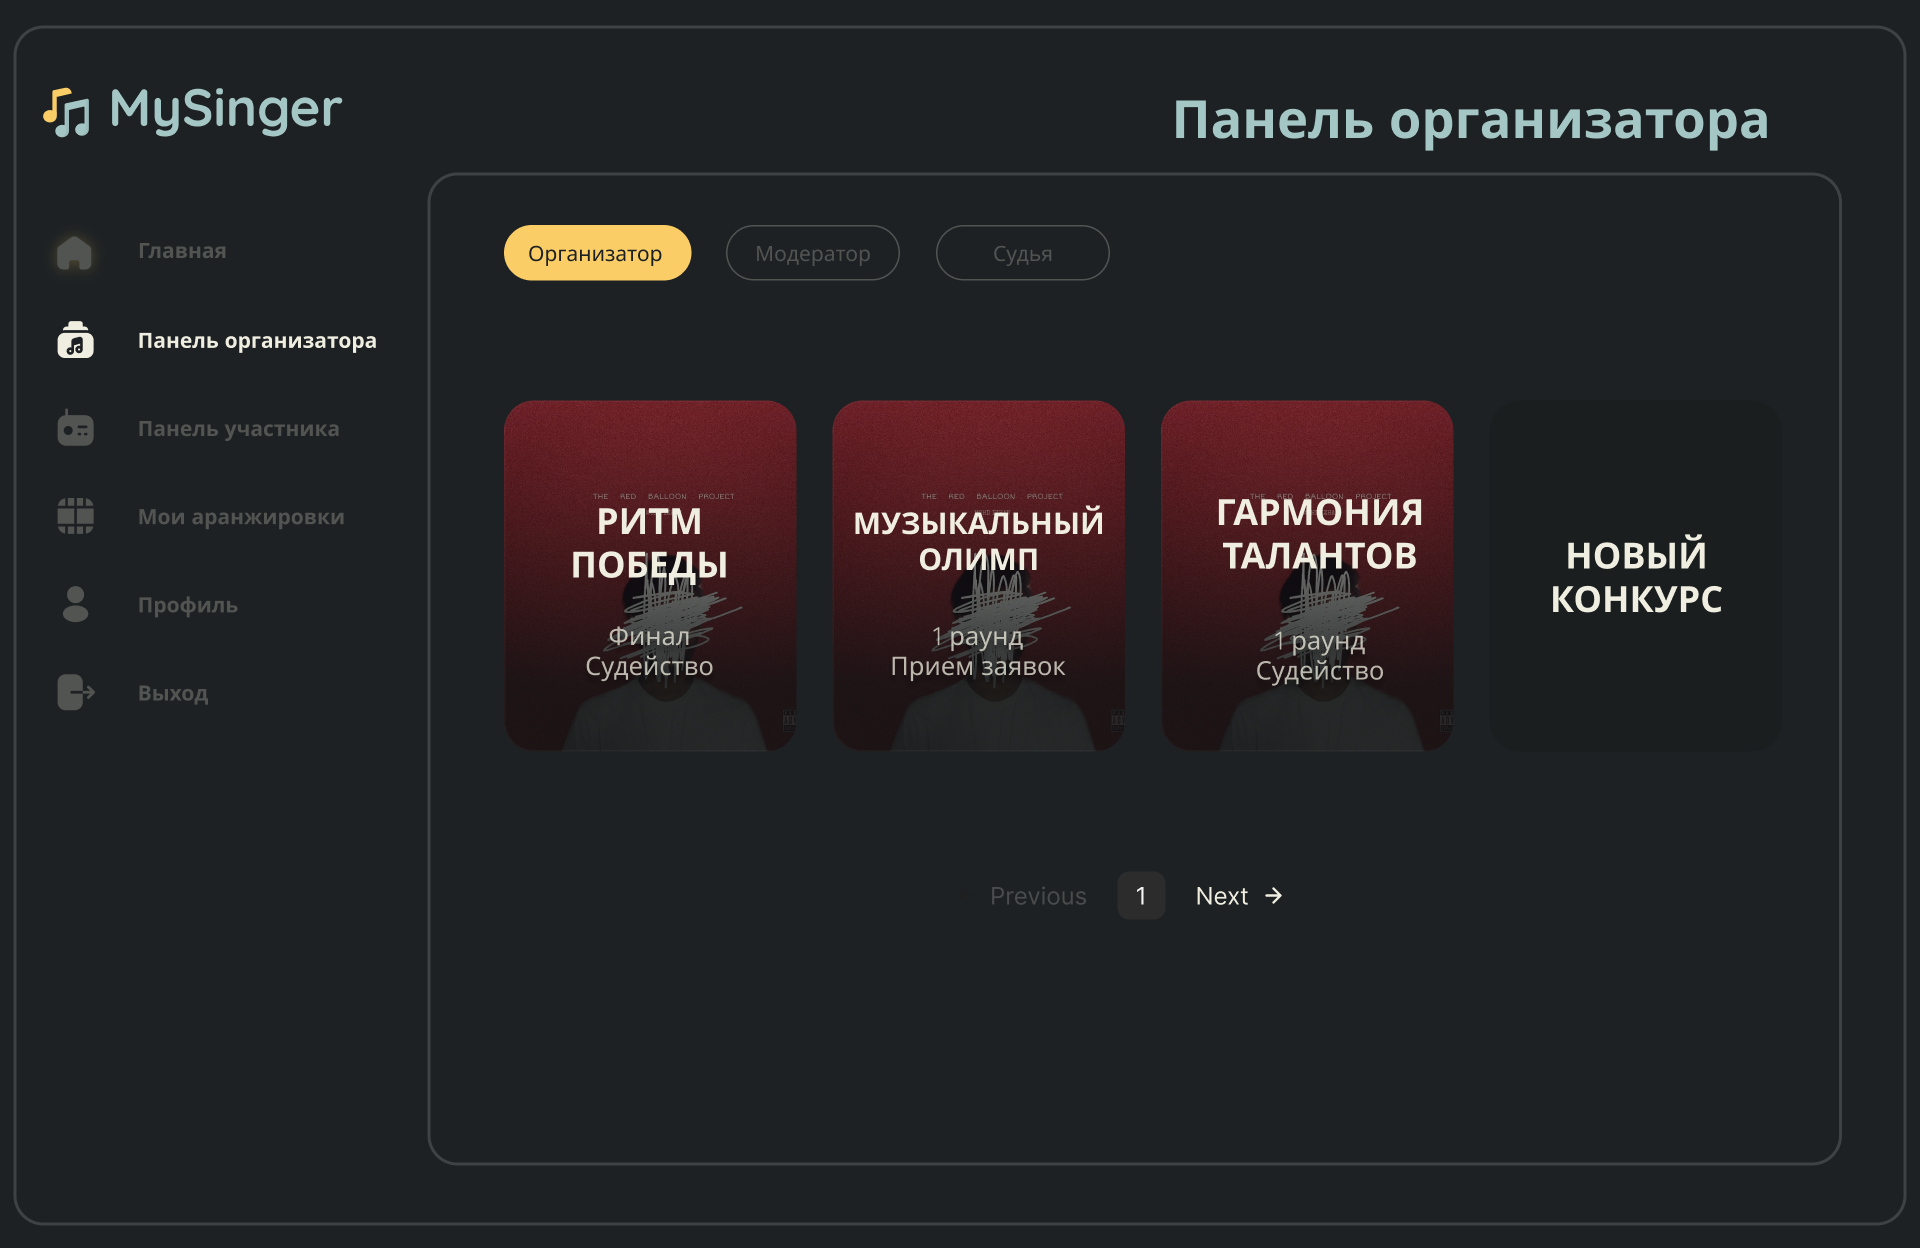 MySinger
Панель организатора
Главная
Панель организатора
Панель участника
Мои аранжировки
Профиль
Выход
Организатор
Модератор
Судья
THE RED BALLOON PROJECT
РИТМ
ПОБЕДЫ
Финал
Судейство
THE RED BALLOON PROJECT
МУЗЫКАЛЬНЫЙ
ОЛИМП
1 раунд
Прием заявок
THE RED BALLOON PROJECT
ГАРМОНИЯ
ТАЛАНТОВ
1 раунд
Судейство
НОВЫЙ
КОНКУРС
Previous
1
Next